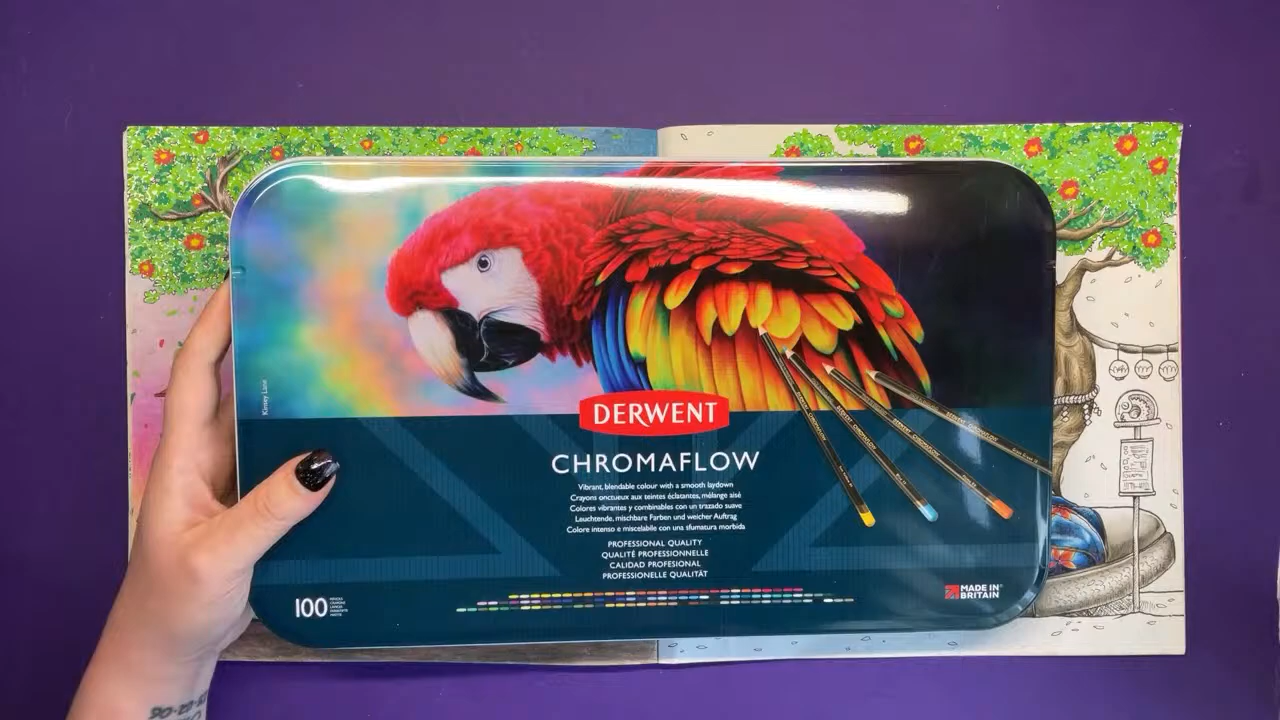 Kinsey Lane
DERWENT
CHROMAFLOW
Vibrant, blendable colour with a smooth laydown
Crayons onctueux aux teintes éclatantes, mélange aisé
Colores vibrantes y combinables con un trazado suave
Leuchtende, mischbare Farben und weicher Auftrag
Colore intenso e miscelabile con una sfumatura morbida
PROFESSIONAL QUALITY
QUALITÉ PROFESSIONNELLE
CALIDAD PROFESIONAL
PROFESSIONELLE QUALITÄT
100
MADE IN
BRITAIN